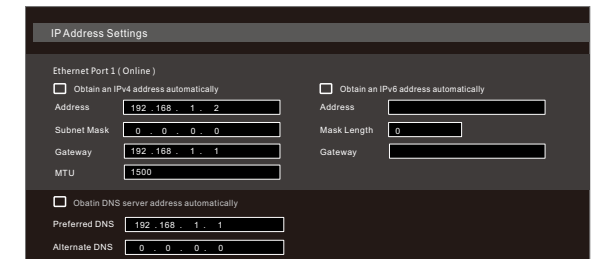 IP Address Settings
Ethernet Port 1 ( Online )
Obtain an IPv4 address automatically
Address 192 . 168 . 1 . 2
Subnet Mask 0 . 0 . 0 . 0
Gateway 192 . 168 . 1 . 1
MTU 1500
Obtain an IPv6 address automatically
Address
Mask Length 0
Gateway
Obatin DNS server address automatically
Preferred DNS 192 . 168 . 1 . 1
Alternate DNS 0 . 0 . 0 . 0